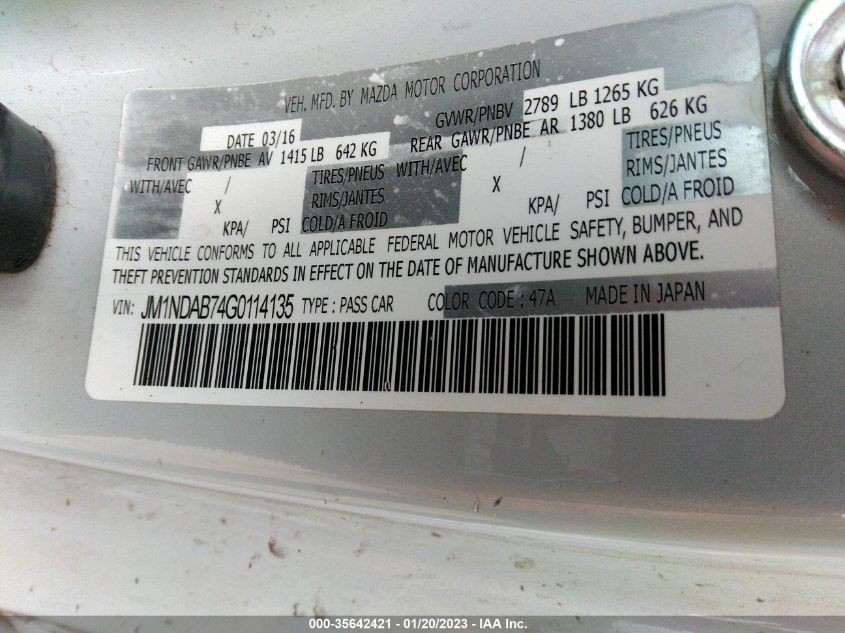 VEH. MFD. BY MAZDA MOTOR CORPORATION
DATE 03/16 GVWR/PNBV 2789 LB 1265 KG
FRONT GAWR/PNBE AV 1415 LB 642 KG REAR GAWR/PNBE AR 1380 LB 626 KG
WITH/AVEC / TIRES/PNEUS WITH/AVEC / TIRES/PNEUS
X RIMS/JANTES X RIMS/JANTES
KPA/ PSI COLD/A FROID KPA/ PSI COLD/A FROID
THIS VEHICLE CONFORMS TO ALL APPLICABLE FEDERAL MOTOR VEHICLE SAFETY, BUMPER, AND
THEFT PREVENTION STANDARDS IN EFFECT ON THE DATE OF MANUFACTURE SHOWN ABOVE.
VIN: JM1NDAB74G0114135 TYPE : PASS CAR COLOR CODE : 47A MADE IN JAPAN
000-35642421 - 01/20/2023 - IAA Inc.